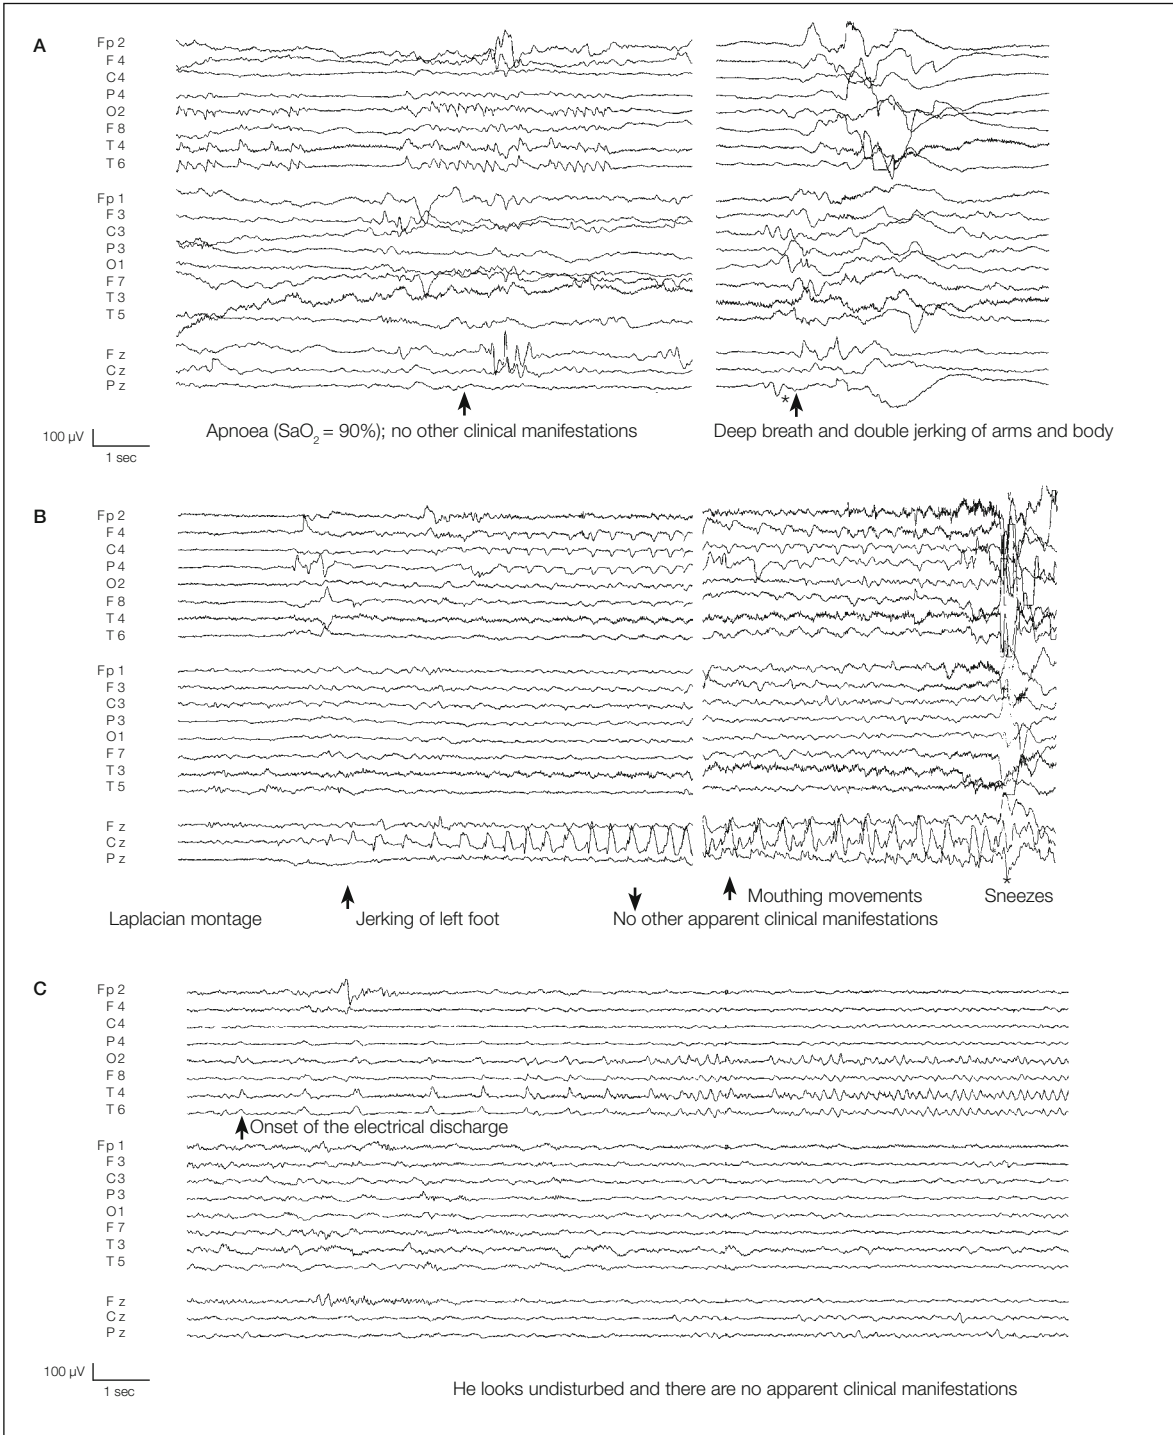 A
Fp2
F4
C4
P4
O2
F8
T4
T6
Fp1
F3
C3
P3
O1
F7
T3
T5
Fz
Cz
Pz
*
100 µV
1 sec
Apnoea (SaO2 = 90%); no other clinical manifestations
Deep breath and double jerking of arms and body
B
Fp2
F4
C4
P4
O2
F8
T4
T6
Fp1
F3
C3
P3
O1
F7
T3
T5
Fz
Cz
Pz
*
Mouthing movements
Sneezes
Laplacian montage
Jerking of left foot
No other apparent clinical manifestations
C
Fp2
F4
C4
P4
O2
F8
T4
T6
Onset of the electrical discharge
Fp1
F3
C3
P3
O1
F7
T3
T5
Fz
Cz
Pz
100 µV
1 sec
He looks undisturbed and there are no apparent clinical manifestations